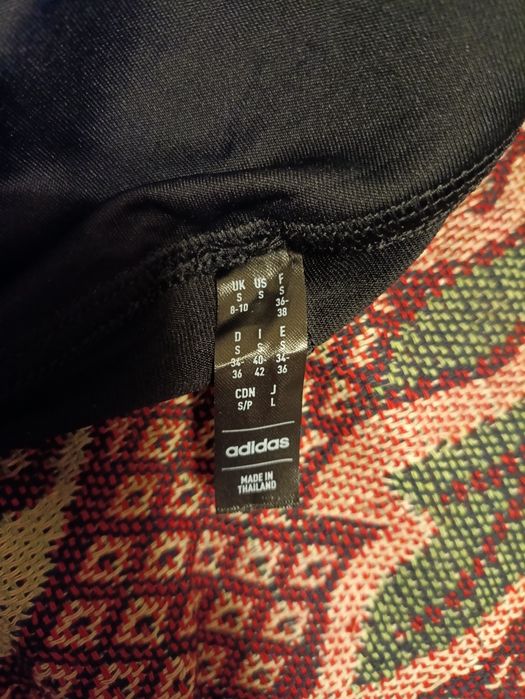 UK US F
S S S
8-10 36-
38
D I E
S S S
34- 40- 34-
36 42 36
CDN J
S/P L
adidas
MADE IN
THAILAND